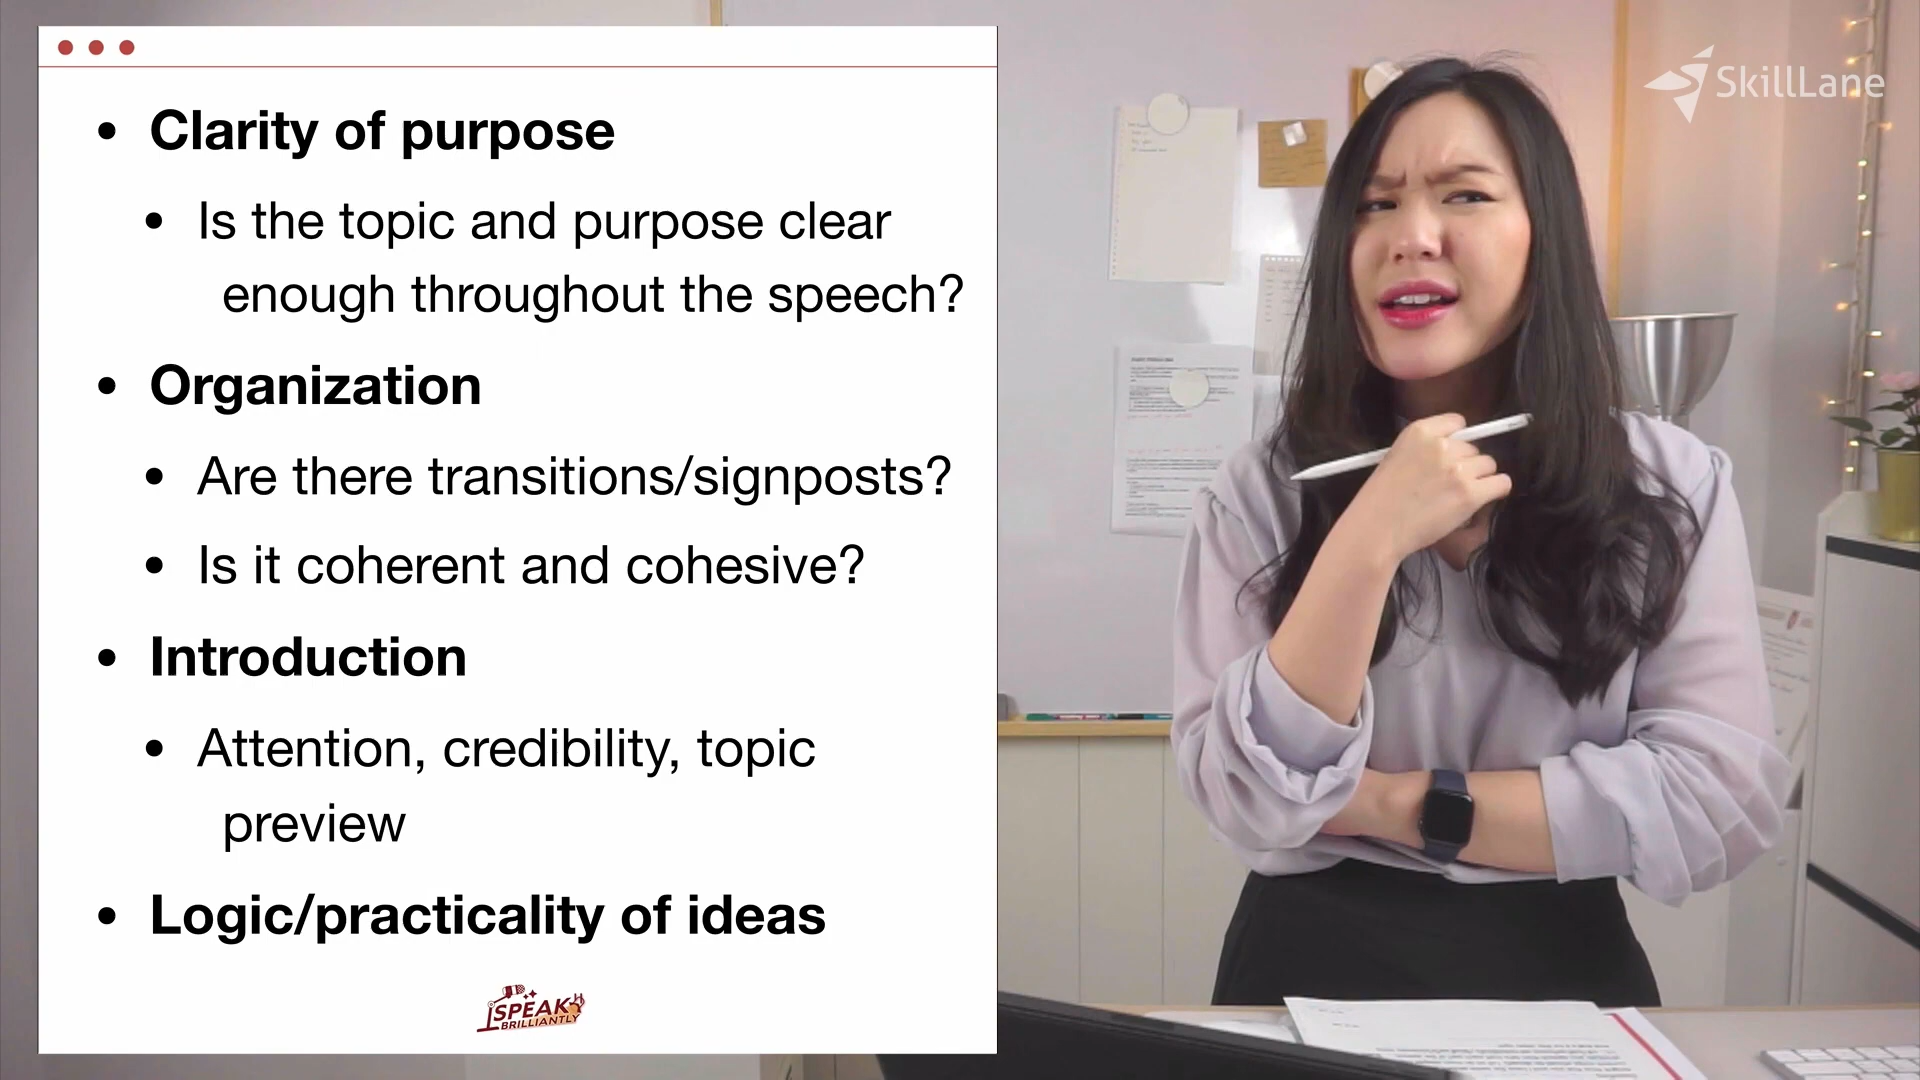 SkillLane
• Clarity of purpose
• Is the topic and purpose clear
enough throughout the speech?
• Organization
• Are there transitions/signposts?
• Is it coherent and cohesive?
• Introduction
• Attention, credibility, topic
preview
• Logic/practicality of ideas
SPEAK
BRILLIANTLY